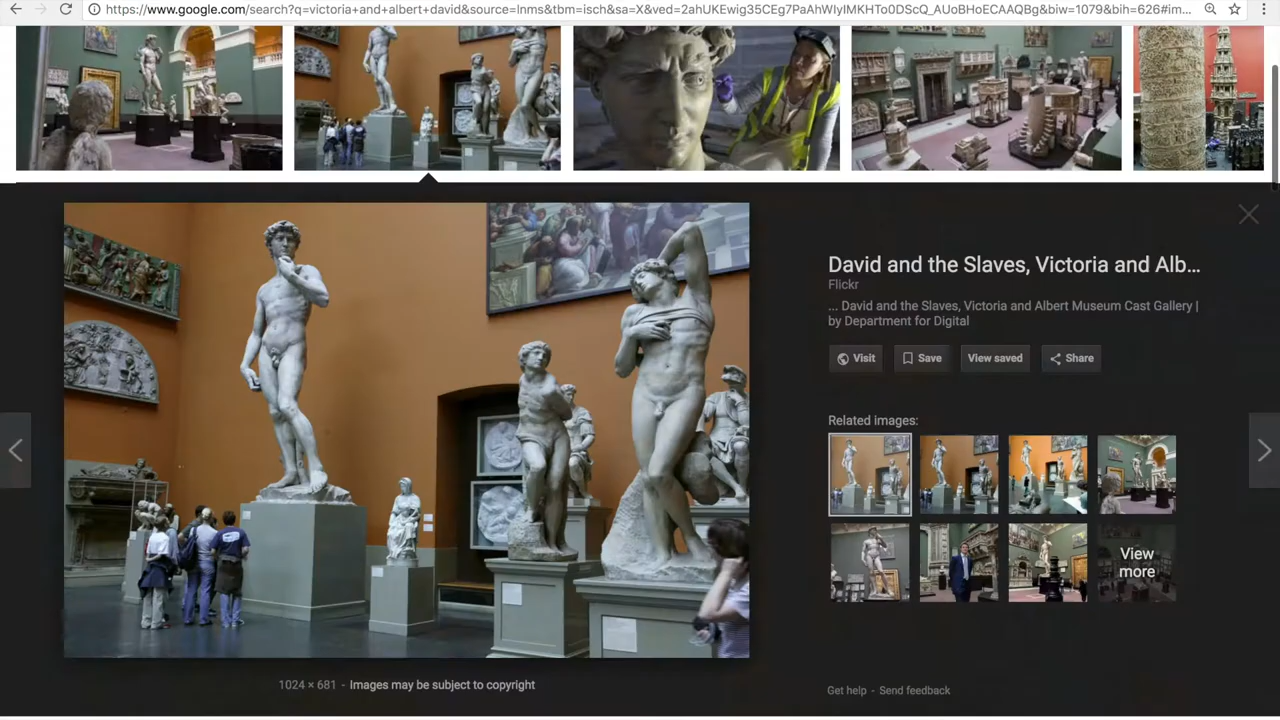 https://www.google.com/search?q=victoria+and+albert+david&source=lnms&tbm=isch&sa=X&ved=2ahUKEwig35CEg7PaAhWIyIMKHTo0DScQ_AUoBHoECAAQBg&biw=1079&bih=626#im...
David and the Slaves, Victoria and Alb...
Flickr
... David and the Slaves, Victoria and Albert Museum Cast Gallery |
by Department for Digital
Visit Save View saved Share
Related images:
View
more
1024 × 681 - Images may be subject to copyright
Get help - Send feedback